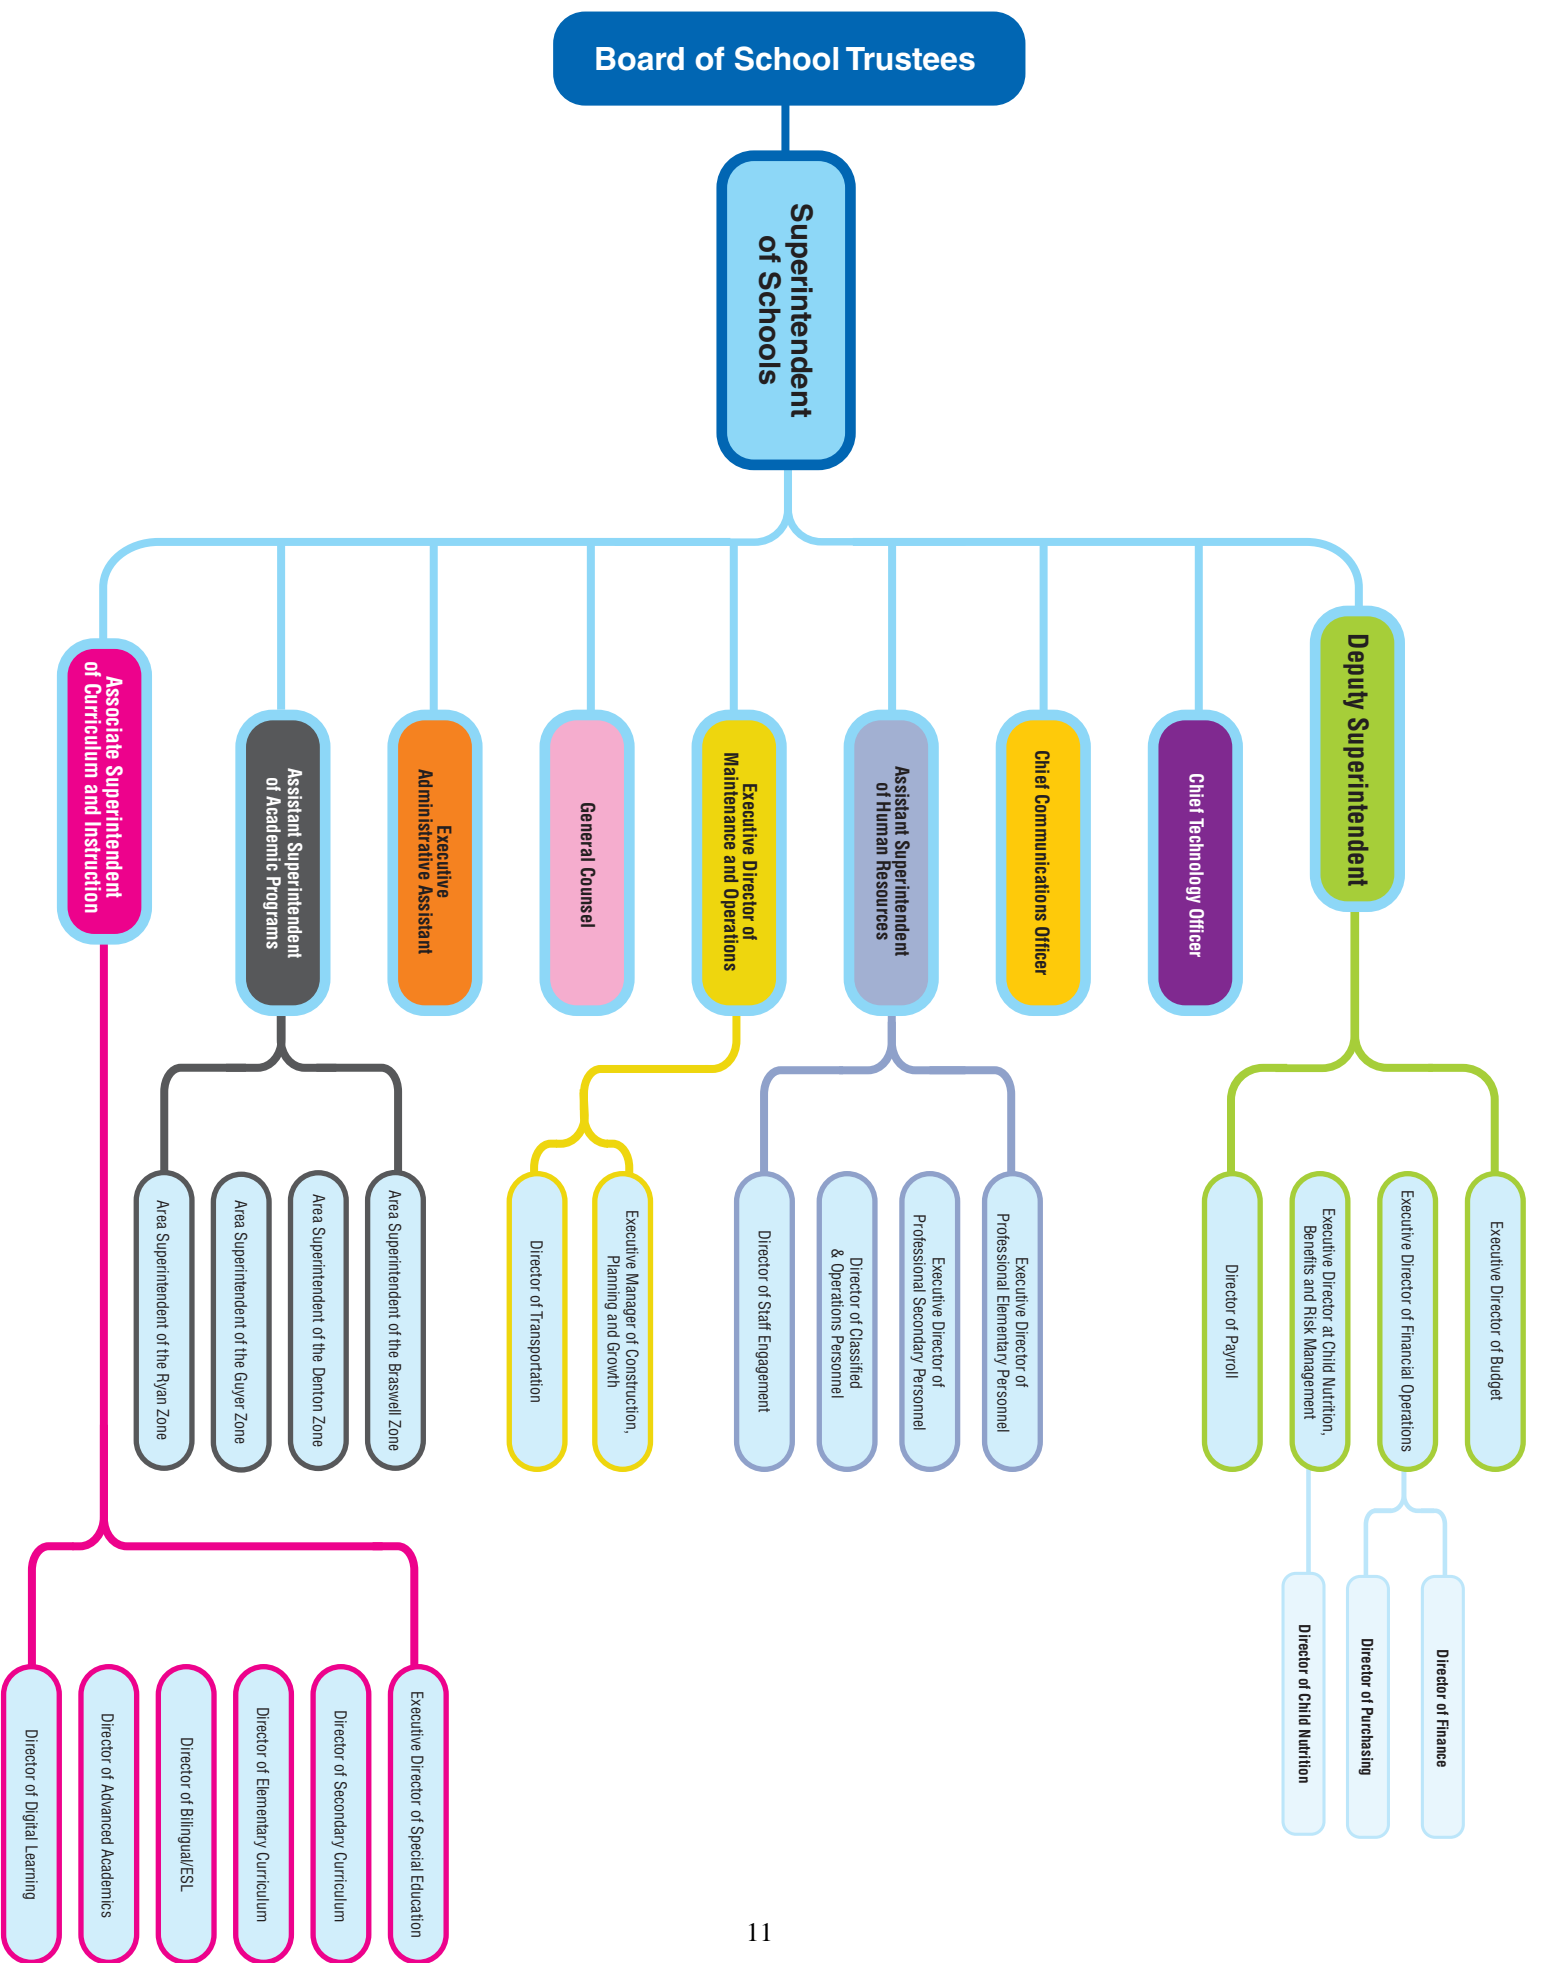 Board of School Trustees
Superintendent
of Schools
Associate Superintendent
of Curriculum and Instruction
Assistant Superintendent
of Academic Programs
Executive
Administrative Assistant
General Counsel
Executive Director of
Maintenance and Operations
Assistant Superintendent
of Human Resources
Chief Communications Officer
Chief Technology Officer
Deputy Superintendent
Area Superintendent of the Ryan Zone
Area Superintendent of the Guyer Zone
Area Superintendent of the Denton Zone
Area Superintendent of the Braswell Zone
Director of Transportation
Executive Manager of Construction,
Planning and Growth
Director of Staff Engagement
Director of Classified
& Operations Personnel
Executive Director of
Professional Secondary Personnel
Executive Director of
Professional Elementary Personnel
Director of Payroll
Executive Director at Child Nutrition,
Benefits and Risk Management
Executive Director of Financial Operations
Executive Director of Budget
Director of Child Nutrition
Director of Purchasing
Director of Finance
Director of Digital Learning
Director of Advanced Academics
Director of Bilingual/ESL
Director of Elementary Curriculum
Director of Secondary Curriculum
Executive Director of Special Education
11